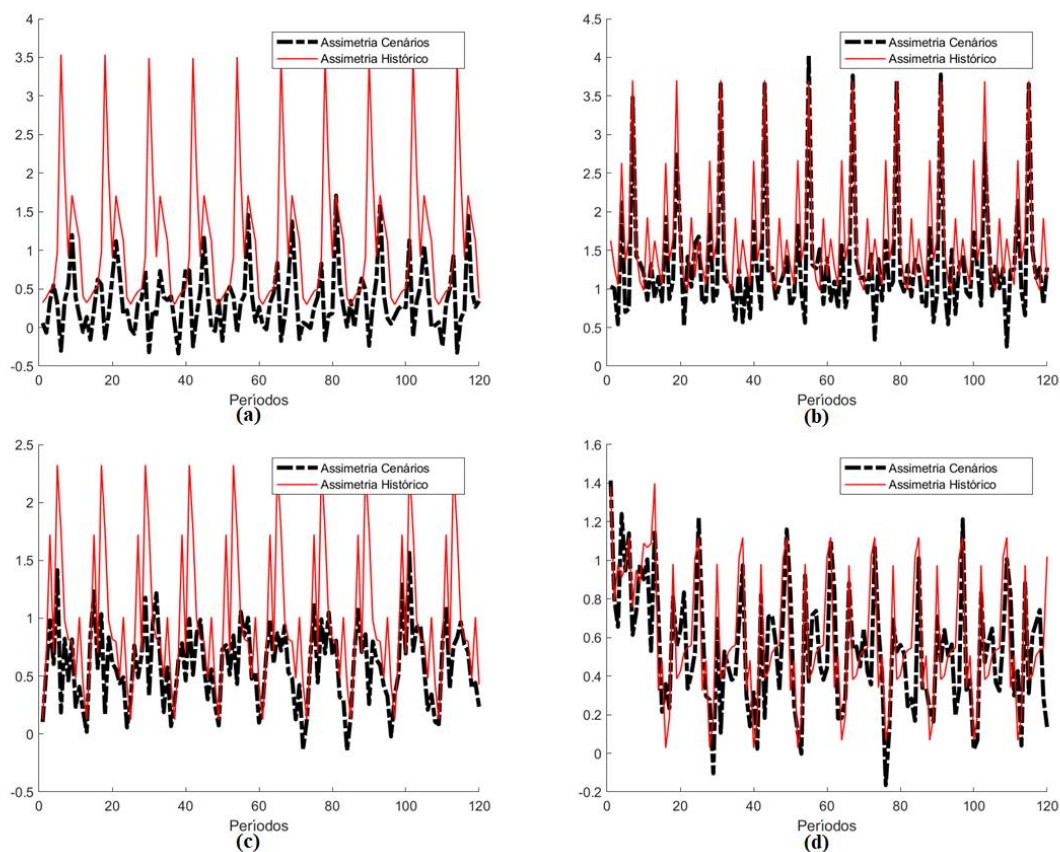 4
3.5
3
2.5
2
1.5
1
0.5
0
-0.5
0 20 40 60 80 100 120
Assimetria Cenários
Assimetria Histórico
Períodos
(a)
4.5
4
3.5
3
2.5
2
1.5
1
0.5
0
0 20 40 60 80 100 120
Assimetria Cenários
Assimetria Histórico
Períodos
(b)
2.5
2
1.5
1
0.5
0
-0.5
0 20 40 60 80 100 120
Assimetria Cenários
Assimetria Histórico
Períodos
(c)
1.6
1.4
1.2
1
0.8
0.6
0.4
0.2
0
-0.2
0 20 40 60 80 100 120
Assimetria Cenários
Assimetria Histórico
Períodos
(d)